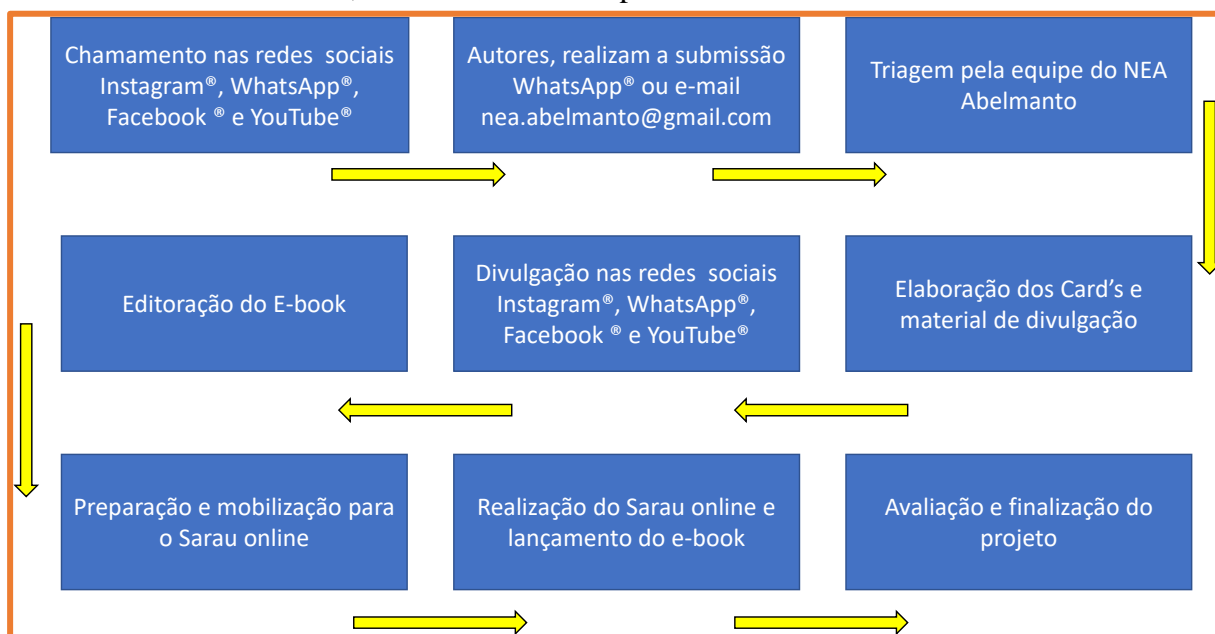 Chamamento nas redes sociais
Instagram®, WhatsApp®,
Facebook ® e YouTube®
Autores, realizam a submissão
WhatsApp® ou e-mail
nea.abelmanto@gmail.com
Triagem pela equipe do NEA
Abelmanto
Elaboração dos Card’s e
material de divulgação
Divulgação nas redes sociais
Instagram®, WhatsApp®,
Facebook ® e YouTube®
Editoração do E-book
Preparação e mobilização para
o Sarau online
Realização do Sarau online e
lançamento do e-book
Avaliação e finalização do
projeto